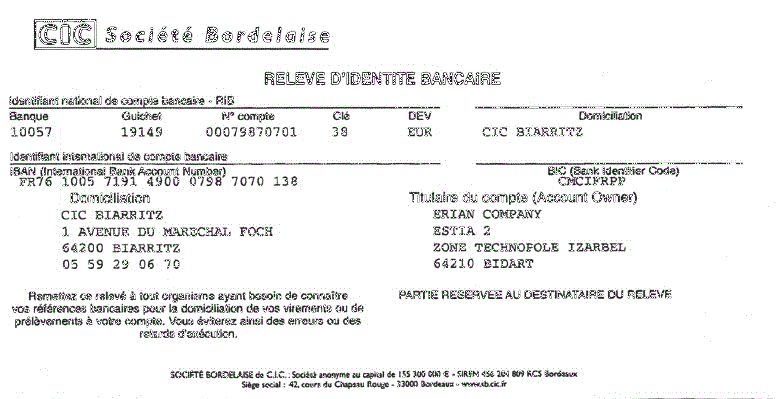 CIC Société Bordelaise
RELEVE D'IDENTITE BANCAIRE
Identifiant national de compte bancaire - RIB
Banque Guichet N° compte Clé DEV Domiciliation
10057 19149 00079870701 38 EUR CIC BIARRITZ
Identifiant international de compte bancaire
IBAN (International Bank Account Number) BIC (Bank Identifier Code)
FR76 1005 7191 4900 0798 7070 138 CMCIFRPP
Domiciliation
CIC BIARRITZ
1 AVENUE DU MARECHAL FOCH
64200 BIARRITZ
05 59 29 06 70
Titulaire du compte (Account Owner)
ERIAN COMPANY
ESTIA 2
ZONE TECHNOPOLE IZARBEL
64210 BIDART
Remettez ce relevé à tout organisme ayant besoin de connaître
vos références bancaires pour la domiciliation de vos virements ou de
prélèvements à votre compte. Vous éviterez ainsi des erreurs ou des
retards d'exécution.
PARTIE RESERVEE AU DESTINATAIRE DU RELEVE
SOCIÉTÉ BORDELAISE de C.I.C. : Société anonyme au capital de 155 300 000 € - SIREN 456 204 809 RCS Bordeaux
Siège social : 42, cours du Chapeau Rouge - 33000 Bordeaux - www.sb.cic.fr